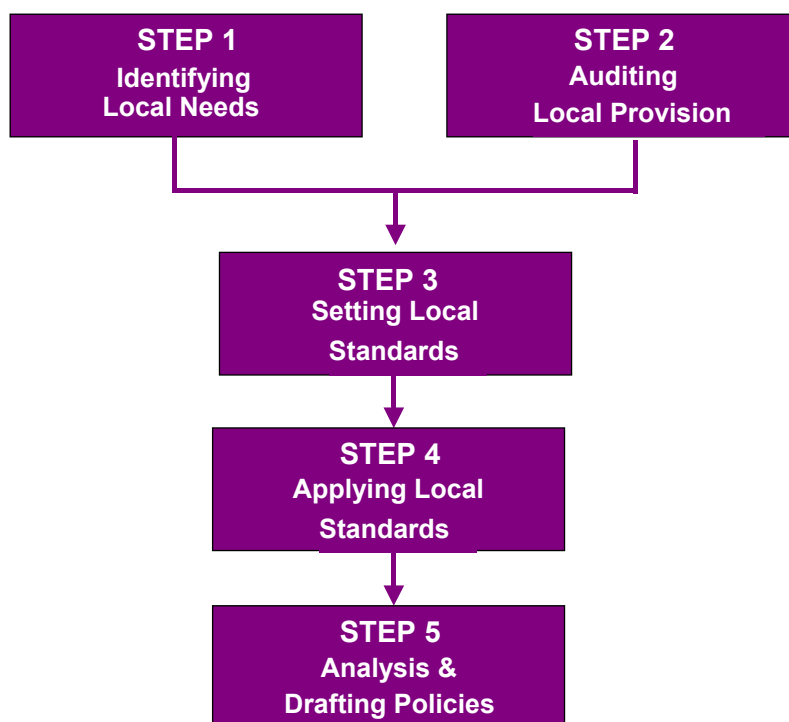 STEP 1
Identifying
Local Needs
STEP 2
Auditing
Local Provision
STEP 3
Setting Local
Standards
STEP 4
Applying Local
Standards
STEP 5
Analysis &
Drafting Policies